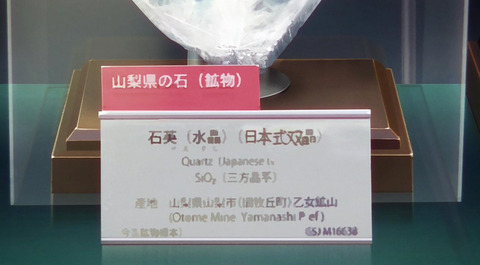 山梨県の石（鉱物）
石英（水晶）（日本式双晶）
Quartz (Japanese
SiO₂（三方晶系）
産地 山梨県山梨市（旧牧丘町）乙女鉱山
(Otome Mine Yamanashi Pref)
GSJ M16638